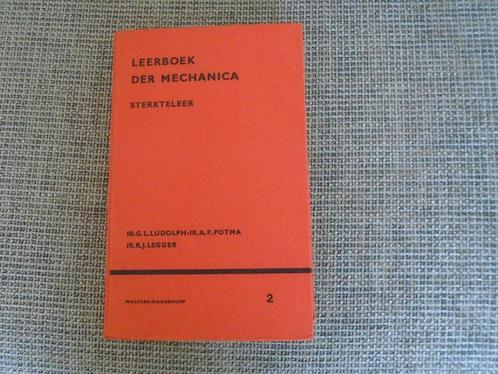 LEERBOEK
DER MECHANICA
STERKTELEER
IR.G.L.LUDOLPH-IR.A.P.POTMA
IR.R.J.LEGGER
WOLTERS-NOORDHOFF 2